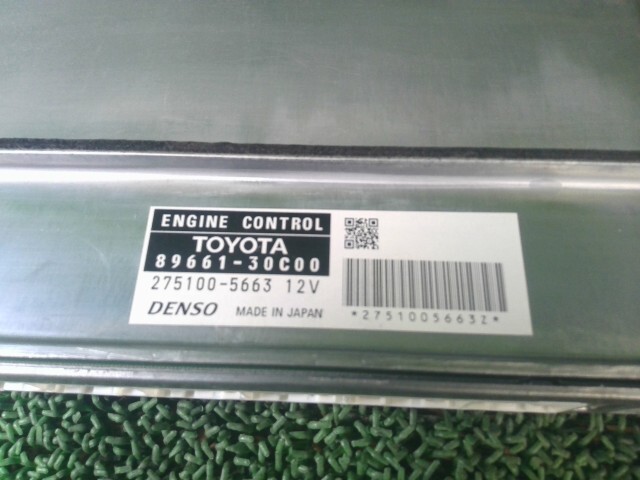 ENGINE CONTROL
TOYOTA
89661-30C00
275100-5663 12V
DENSO MADE IN JAPAN
*2751005663Z*